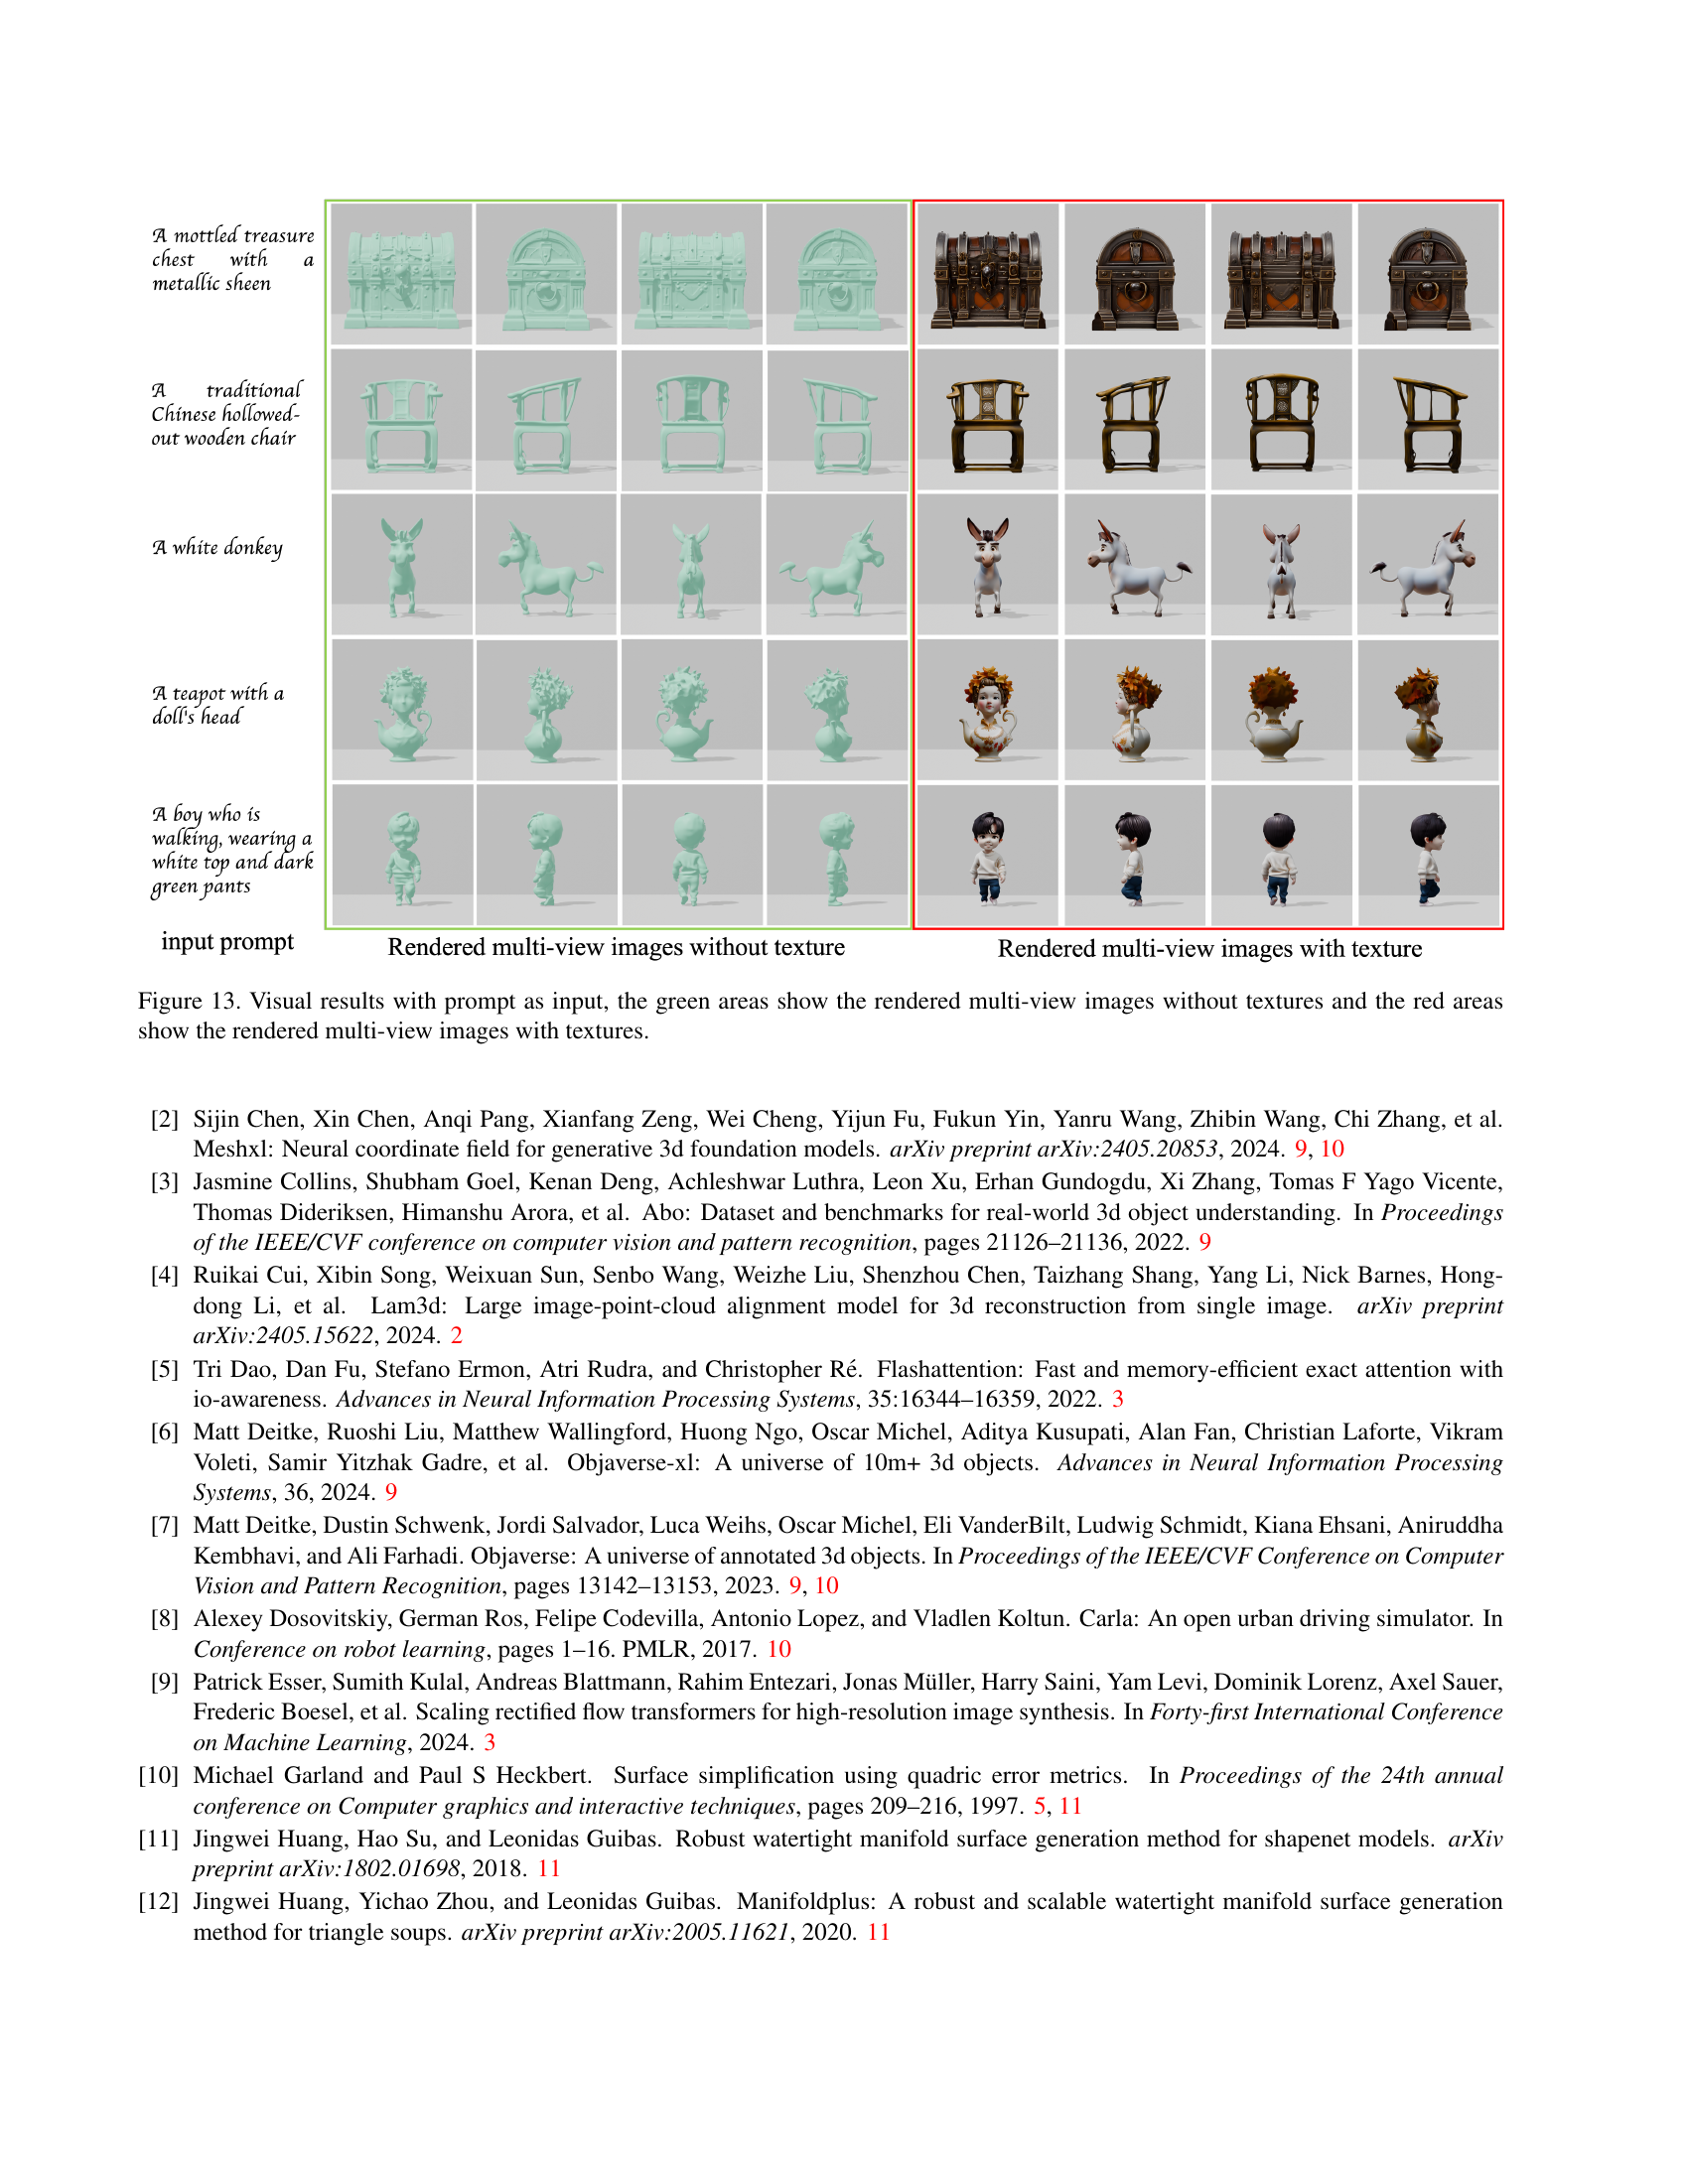 A mottled treasure
chest with a
metallic sheen
A traditional
Chinese hollowed-
out wooden chair
A white donkey
A teapot with a
doll's head
A boy who is
walking, wearing a
white top and dark
green pants
input prompt
Rendered multi-view images without texture
Rendered multi-view images with texture
Figure 13. Visual results with prompt as input, the green areas show the rendered multi-view images without textures and the red areas
show the rendered multi-view images with textures.
[2] Sijin Chen, Xin Chen, Anqi Pang, Xianfang Zeng, Wei Cheng, Yijun Fu, Fukun Yin, Yanru Wang, Zhibin Wang, Chi Zhang, et al.
Meshxl: Neural coordinate field for generative 3d foundation models. arXiv preprint arXiv:2405.20853, 2024. 9, 10
[3] Jasmine Collins, Shubham Goel, Kenan Deng, Achleshwar Luthra, Leon Xu, Erhan Gundogdu, Xi Zhang, Tomas F Yago Vicente,
Thomas Dideriksen, Himanshu Arora, et al. Abo: Dataset and benchmarks for real-world 3d object understanding. In Proceedings
of the IEEE/CVF conference on computer vision and pattern recognition, pages 21126–21136, 2022. 9
[4] Ruikai Cui, Xibin Song, Weixuan Sun, Senbo Wang, Weizhe Liu, Shenzhou Chen, Taizhang Shang, Yang Li, Nick Barnes, Hong-
dong Li, et al. Lam3d: Large image-point-cloud alignment model for 3d reconstruction from single image. arXiv preprint
arXiv:2405.15622, 2024. 2
[5] Tri Dao, Dan Fu, Stefano Ermon, Atri Rudra, and Christopher Ré. Flashattention: Fast and memory-efficient exact attention with
io-awareness. Advances in Neural Information Processing Systems, 35:16344–16359, 2022. 3
[6] Matt Deitke, Ruoshi Liu, Matthew Wallingford, Huong Ngo, Oscar Michel, Aditya Kusupati, Alan Fan, Christian Laforte, Vikram
Voleti, Samir Yitzhak Gadre, et al. Objaverse-xl: A universe of 10m+ 3d objects. Advances in Neural Information Processing
Systems, 36, 2024. 9
[7] Matt Deitke, Dustin Schwenk, Jordi Salvador, Luca Weihs, Oscar Michel, Eli VanderBilt, Ludwig Schmidt, Kiana Ehsani, Aniruddha
Kembhavi, and Ali Farhadi. Objaverse: A universe of annotated 3d objects. In Proceedings of the IEEE/CVF Conference on Computer
Vision and Pattern Recognition, pages 13142–13153, 2023. 9, 10
[8] Alexey Dosovitskiy, German Ros, Felipe Codevilla, Antonio Lopez, and Vladlen Koltun. Carla: An open urban driving simulator. In
Conference on robot learning, pages 1–16. PMLR, 2017. 10
[9] Patrick Esser, Sumith Kulal, Andreas Blattmann, Rahim Entezari, Jonas Müller, Harry Saini, Yam Levi, Dominik Lorenz, Axel Sauer,
Frederic Boesel, et al. Scaling rectified flow transformers for high-resolution image synthesis. In Forty-first International Conference
on Machine Learning, 2024. 3
[10] Michael Garland and Paul S Heckbert. Surface simplification using quadric error metrics. In Proceedings of the 24th annual
conference on Computer graphics and interactive techniques, pages 209–216, 1997. 5, 11
[11] Jingwei Huang, Hao Su, and Leonidas Guibas. Robust watertight manifold surface generation method for shapenet models. arXiv
preprint arXiv:1802.01698, 2018. 11
[12] Jingwei Huang, Yichao Zhou, and Leonidas Guibas. Manifoldplus: A robust and scalable watertight manifold surface generation
method for triangle soups. arXiv preprint arXiv:2005.11621, 2020. 11